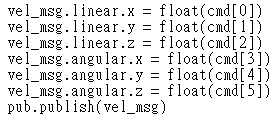 vel_msg.linear.x = float(cmd[0])
vel_msg.linear.y = float(cmd[1])
vel_msg.linear.z = float(cmd[2])
vel_msg.angular.x = float(cmd[3])
vel_msg.angular.y = float(cmd[4])
vel_msg.angular.z = float(cmd[5])
pub.publish(vel_msg)